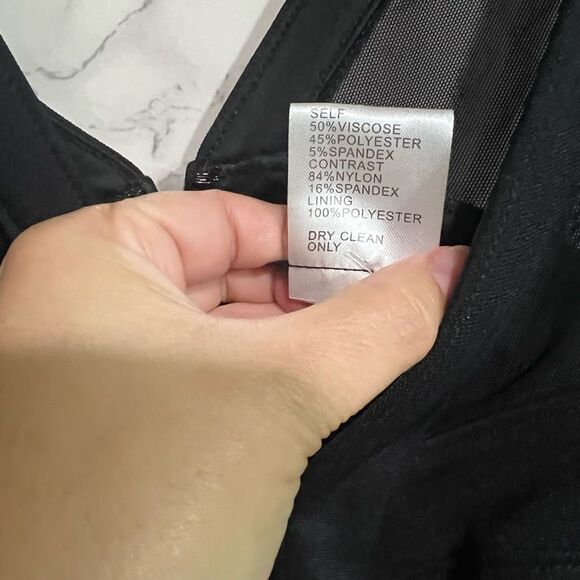 SELF
50%VISCOSE
45%POLYESTER
5%SPANDEX
CONTRAST
84%NYLON
16%SPANDEX
LINING
100%POLYESTER
DRY CLEAN
ONLY